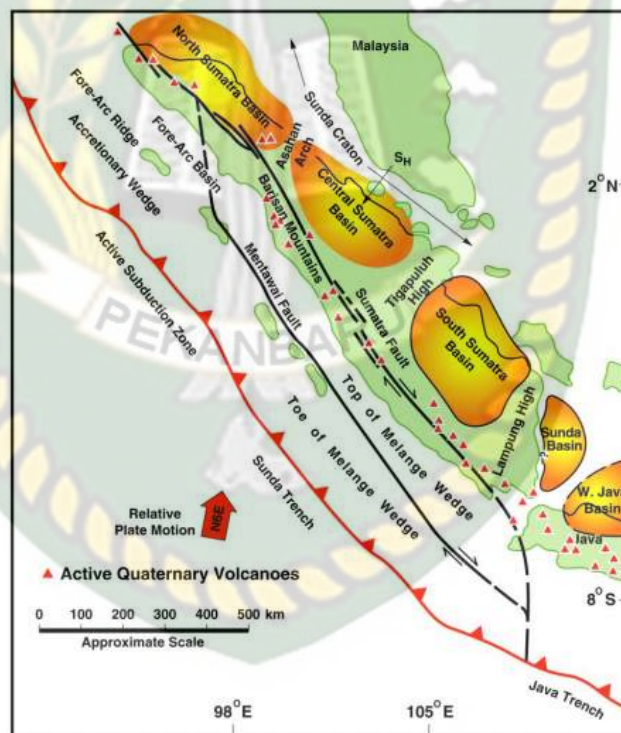 Malaysia
North Sumatra Basin
Sunda Craton
Fore-Arc Ridge
Accretionary Wedge
Fore-Arc Basin
Asahan
Arch
S_H
2°N
Central Sumatra
Basin
Barisan Mountains
Active Subduction Zone
Mentawai Fault
Tigapuluh
High
Sumatra Fault
PEKANBARU
South Sumatra
Basin
Top of Melange Wedge
Toe of Melange Wedge
Lampung High
Sunda
Basin
?
Sunda Trench
Relative
Plate Motion
N6E
W. Java
Basin
Java
Active Quaternary Volcanoes
0 100 200 300 400 500 km
Approximate Scale
8°S
Java Trench
98°E
105°E